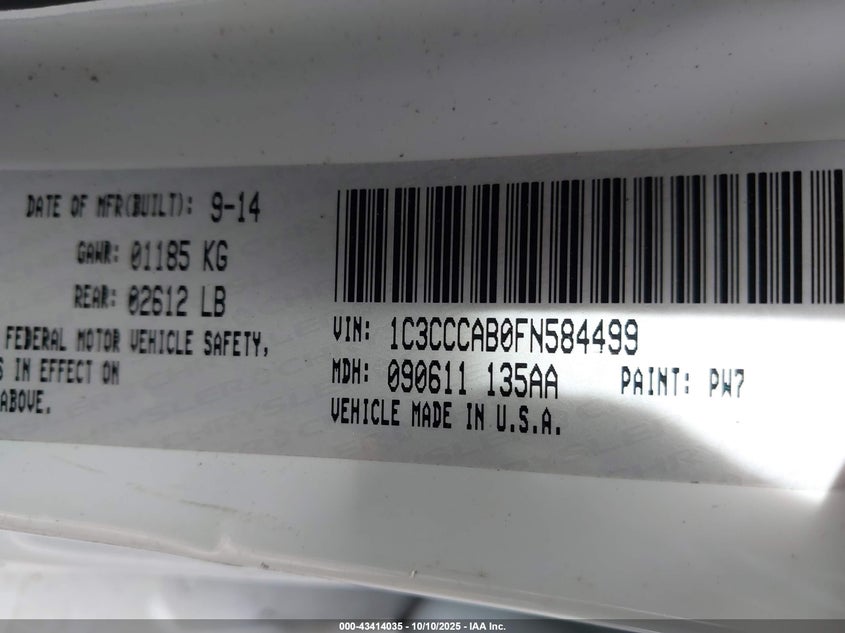 DATE OF MFR(BUILT): 9-14
GAWR: 01185 KG
REAR: 02612 LB
FEDERAL MOTOR VEHICLE SAFETY,
S IN EFFECT ON
ABOVE.
VIN: 1C3CCCAB0FN584499
MDH: 090611 135AA PAINT: PW7
VEHICLE MADE IN U.S.A.
000-43414035 - 10/10/2025 - IAA Inc.